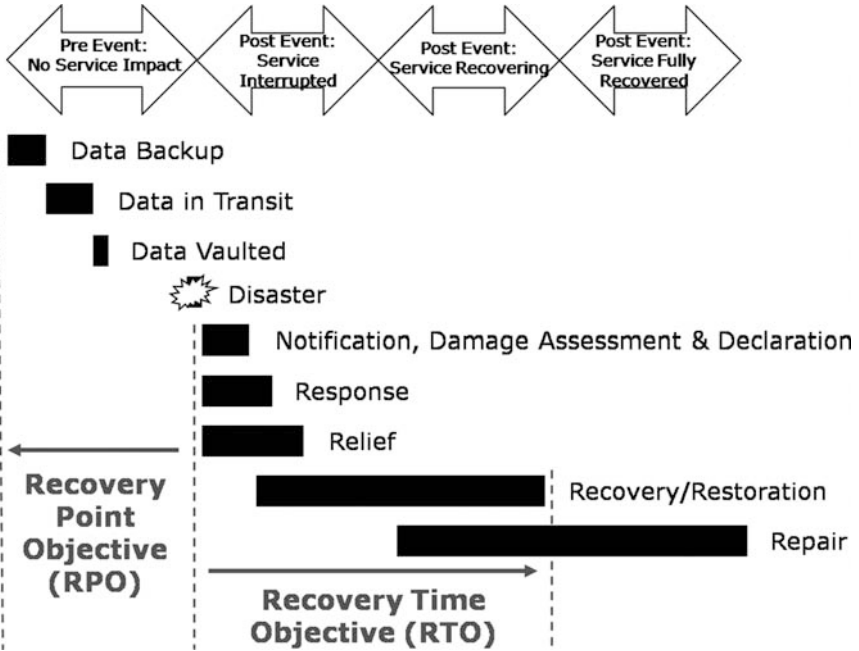 Pre Event:
No Service Impact
Post Event:
Service
Interrupted
Post Event:
Service Recovering
Post Event:
Service Fully
Recovered
Data Backup
Data in Transit
Data Vaulted
Disaster
Notification, Damage Assessment & Declaration
Response
Relief
Recovery/Restoration
Repair
Recovery
Point
Objective
(RPO)
Recovery Time
Objective (RTO)